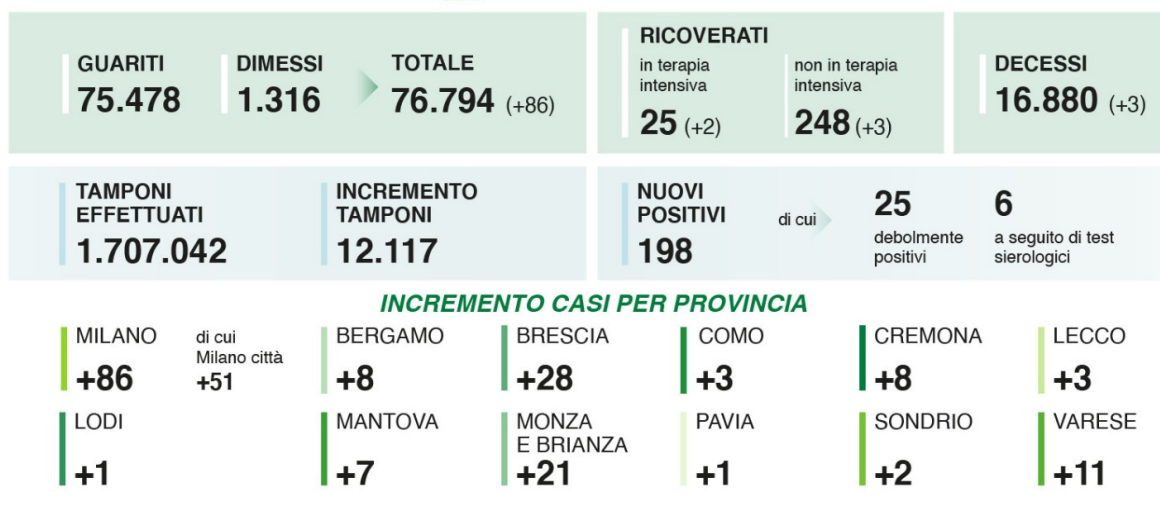 GUARITI
75.478
DIMESSI
1.316
TOTALE
76.794 (+86)
RICOVERATI
in terapia
intensiva
25 (+2)
non in terapia
intensiva
248 (+3)
DECESSI
16.880 (+3)
TAMPONI
EFFETTUATI
1.707.042
INCREMENTO
TAMPONI
12.117
NUOVI
POSITIVI
198
di cui
25
debolmente
positivi
6
a seguito di test
sierologici
INCREMENTO CASI PER PROVINCIA
MILANO
+86
di cui
Milano città
+51
BERGAMO
+8
BRESCIA
+28
COMO
+3
CREMONA
+8
LECCO
+3
LODI
+1
MANTOVA
+7
MONZA
E BRIANZA
+21
PAVIA
+1
SONDRIO
+2
VARESE
+11